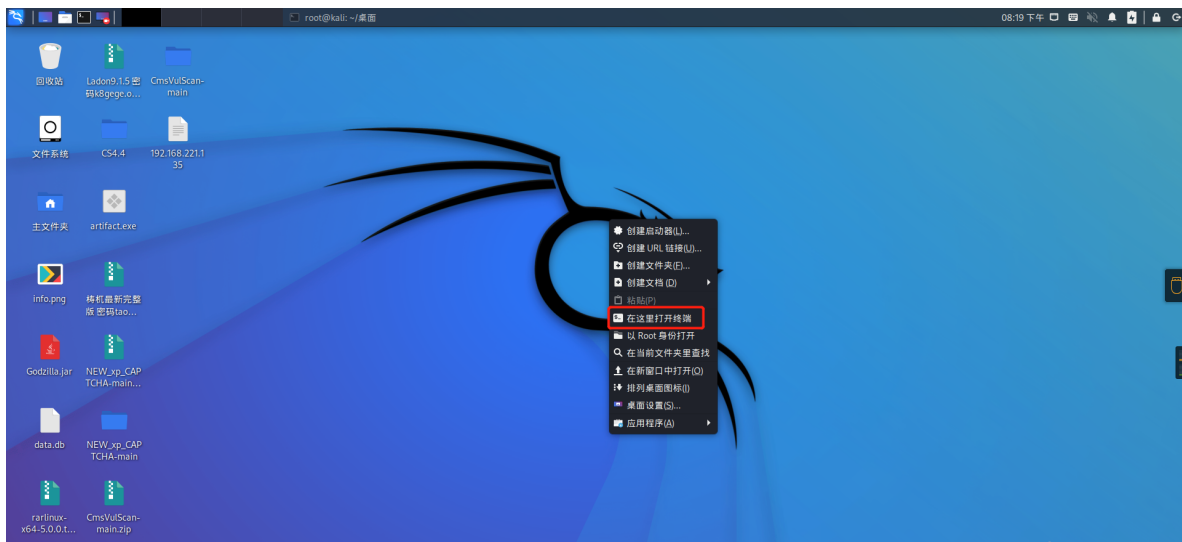 root@kali: ~/桌面
08:19 下午
回收站
Ladon9.1.5 密
码k8gege.o...
CmsVulScan-
main
文件系统
CS4.4
192.168.221.1
35
主文件夹
artifact.exe
info.png
梼机最新完整
版 密码tao...
Godzilla.jar
NEW_xp_CAP
TCHA-main...
data.db
NEW_xp_CAP
TCHA-main
rarlinux-
x64-5.0.0.t...
CmsVulScan-
main.zip
创建启动器(L)...
创建 URL 链接(U)...
创建文件夹(F)...
创建文档 (D)
粘贴(P)
在这里打开终端
以 Root 身份打开
在当前文件夹里查找
在新窗口中打开(O)
排列桌面图标(I)
桌面设置(S)...
应用程序(A)